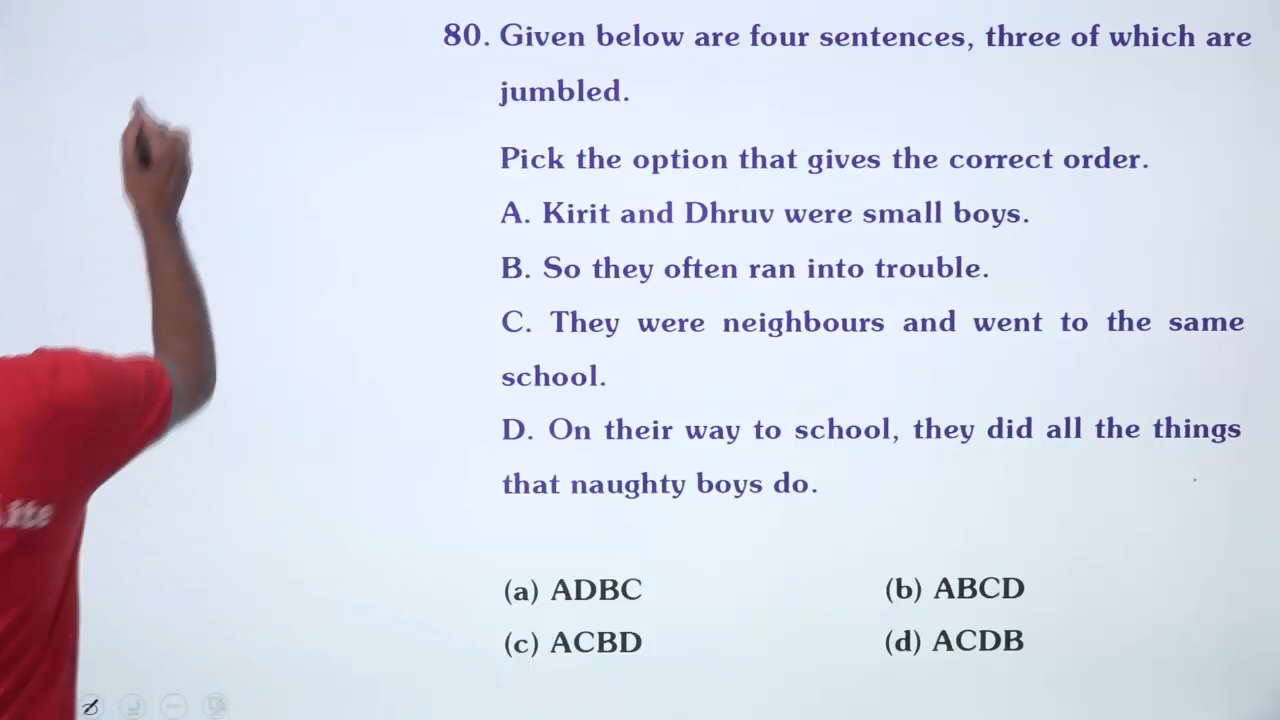 80. Given below are four sentences, three of which are
jumbled.
Pick the option that gives the correct order.
A. Kirit and Dhruv were small boys.
B. So they often ran into trouble.
C. They were neighbours and went to the same
school.
D. On their way to school, they did all the things
that naughty boys do.
(a) ADBC (b) ABCD
(c) ACBD (d) ACDB